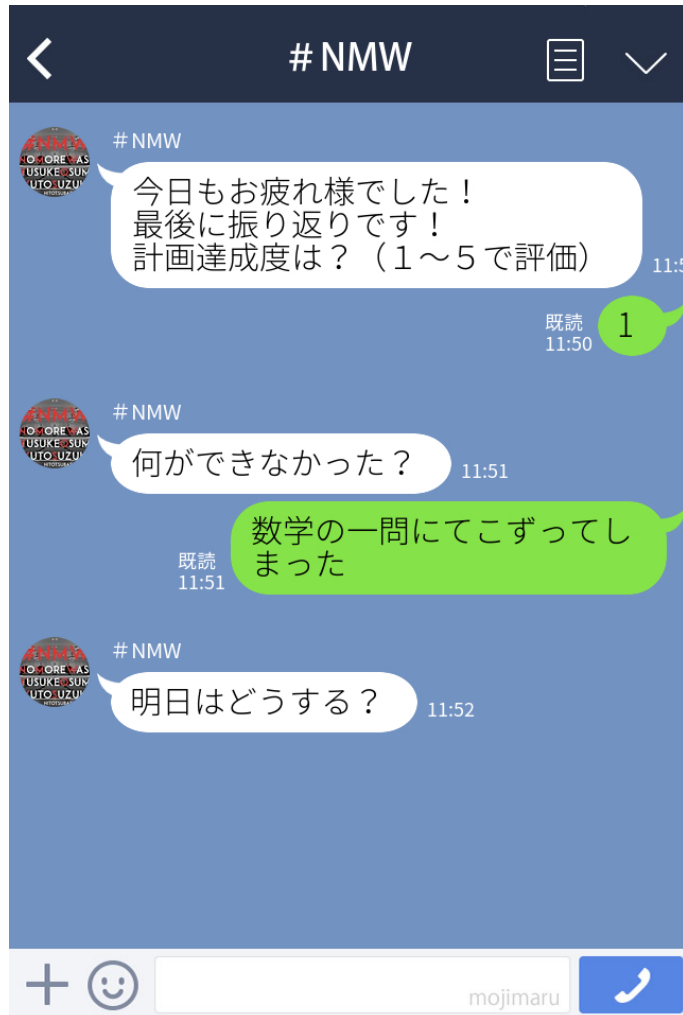 #NMW
#NMW
今日もお疲れ様でした！
最後に振り返りです！
計画達成度は？（１～５で評価）
既読
11:50
1
#NMW
何ができなかった？
11:51
数学の一問にてこずってし
まった
既読
11:51
#NMW
明日はどうする？
11:52
mojimaru